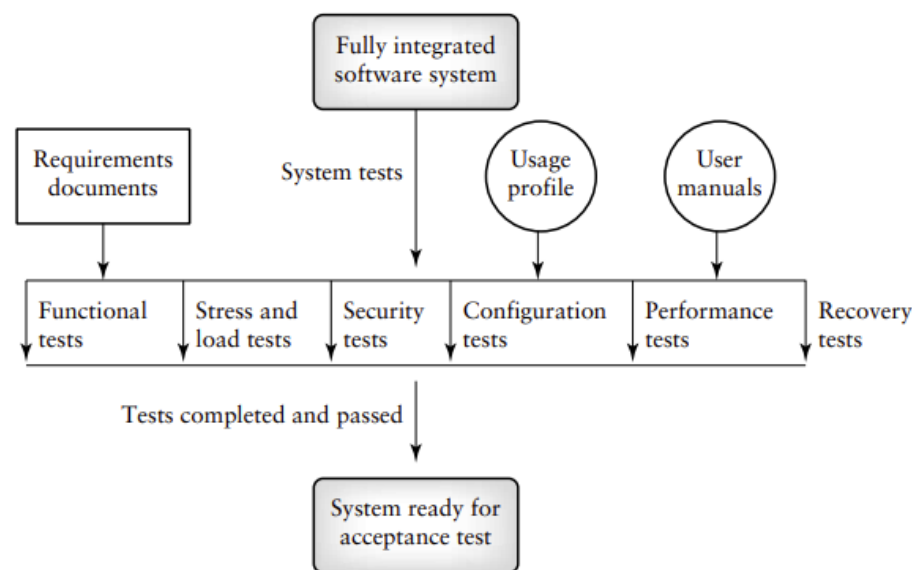 Fully integrated
software system
Requirements
documents
System tests
Usage
profile
User
manuals
Functional
tests
Stress and
load tests
Security
tests
Configuration
tests
Performance
tests
Recovery
tests
Tests completed and passed
System ready for
acceptance test